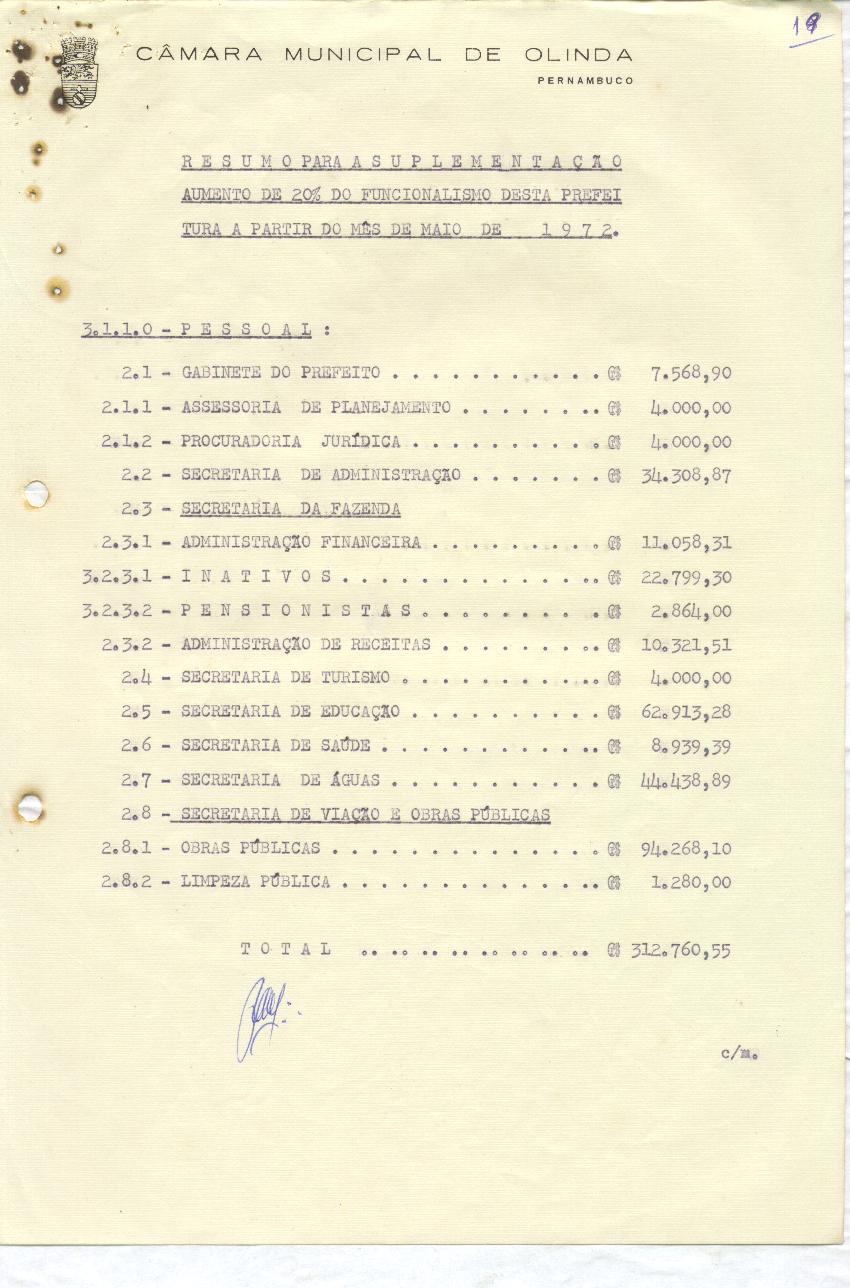 CÂMARA MUNICIPAL DE OLINDA
PERNAMBUCO
R E S U M O PARA A S U P L E M E N T A Ç Ã O
AUMENTO DE 20% DO FUNCIONALISMO DESTA PREFEI
TURA A PARTIR DO MÊS DE MAIO DE 1 9 7 2.
3.1.1.0 - P E S S O A L :
2.1 - GABINETE DO PREFEITO . . . . . . . . . . . . Cr$ 7.568,90
2.1.1 - ASSESSORIA DE PLANEJAMENTO . . . . . . . .. Cr$ 4.000,00
2.1.2 - PROCURADORIA JURÍDICA . . . . . . . . . . . Cr$ 4.000,00
2.2 - SECRETARIA DE ADMINISTRAÇÃO . . . . . . . . Cr$ 34.308,87
2.3 - SECRETARIA DA FAZENDA
2.3.1 - ADMINISTRAÇÃO FINANCEIRA . . . . . . . . . . Cr$ 11.058,31
3.2.3.1 - I N A T I V O S . . . . . . . . . . . . . .. Cr$ 22.799,30
3.2.3.2 - P E N S I O N I S T A S . . . . . . . . . . Cr$ 2.864,00
2.3.2 - ADMINISTRAÇÃO DE RECEITAS . . . . . . . . .. Cr$ 10.321,51
2.4 - SECRETARIA DE TURISMO . . . . . . . . . . .. Cr$ 4.000,00
2.5 - SECRETARIA DE EDUCAÇÃO . . . . . . . . . . . Cr$ 62.913,28
2.6 - SECRETARIA DE SAÚDE . . . . . . . . . . . .. Cr$ 8.939,39
2.7 - SECRETARIA DE ÁGUAS . . . . . . . . . . . . Cr$ 44.438,89
2.8 - SECRETARIA DE VIAÇÃO E OBRAS PÚBLICAS
2.8.1 - OBRAS PÚBLICAS . . . . . . . . . . . . . . . Cr$ 94.268,10
2.8.2 - LIMPEZA PÚBLICA . . . . . . . . . . . . . .. Cr$ 1.280,00
T O T A L .. .. .. .. .. .. .. .. Cr$ 312.760,55
c/m.